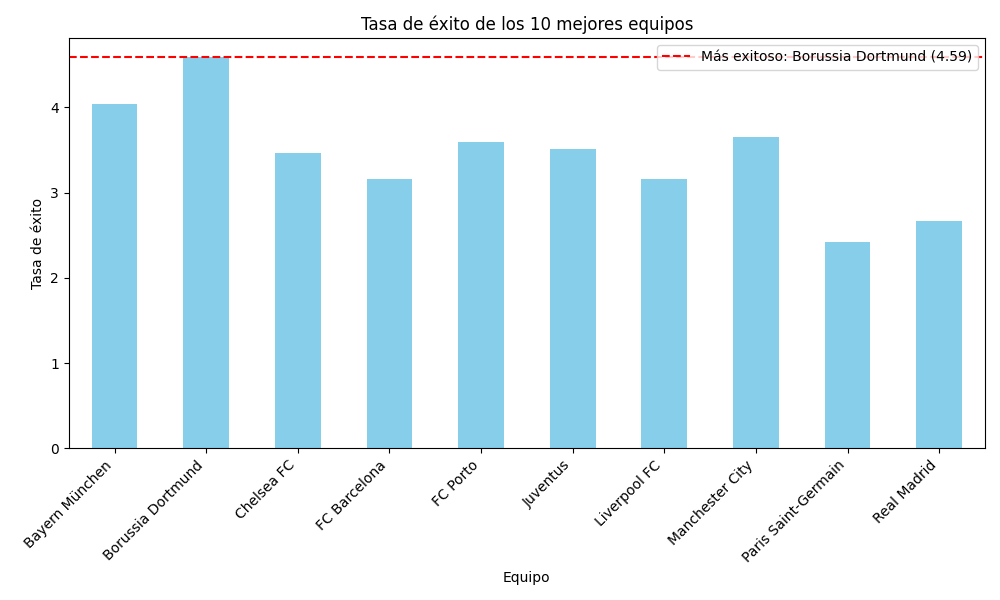 Tasa de éxito de los 10 mejores equipos
Más exitoso: Borussia Dortmund (4.59)
Tasa de éxito
4
3
2
1
0
Bayern München
Borussia Dortmund
Chelsea FC
FC Barcelona
FC Porto
Juventus
Liverpool FC
Manchester City
Paris Saint-Germain
Real Madrid
Equipo